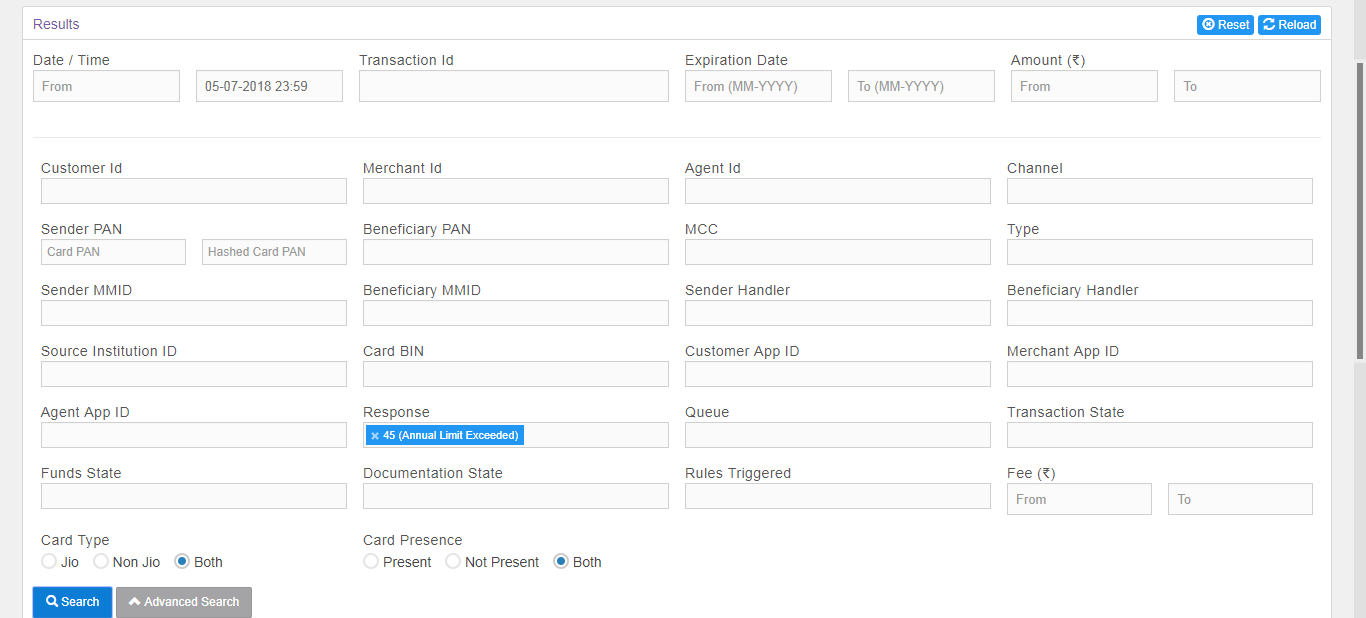 Results Reset Reload
Date / Time Transaction Id Expiration Date Amount (₹)
From 05-07-2018 23:59 From (MM-YYYY) To (MM-YYYY) From To
Customer Id Merchant Id Agent Id Channel
Sender PAN Beneficiary PAN MCC Type
Card PAN Hashed Card PAN
Sender MMID Beneficiary MMID Sender Handler Beneficiary Handler
Source Institution ID Card BIN Customer App ID Merchant App ID
Agent App ID Response Queue Transaction State
× 45 (Annual Limit Exceeded)
Funds State Documentation State Rules Triggered Fee (₹)
From To
Card Type Card Presence
Jio Non Jio Both Present Not Present Both
Search Advanced Search